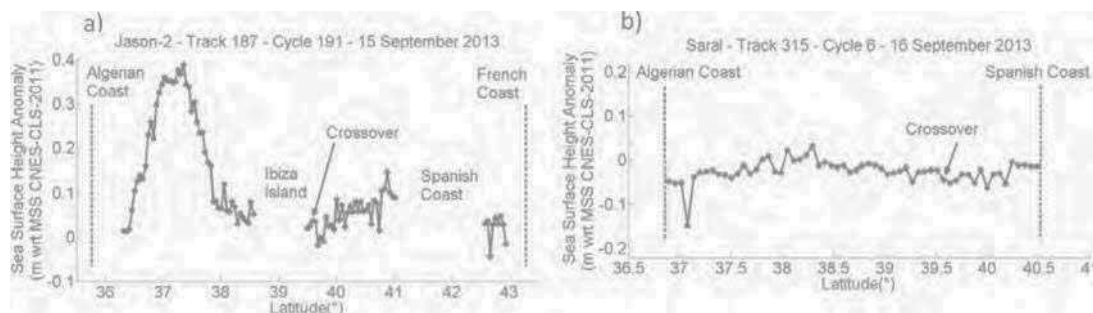 a)
Jason-2 - Track 187 - Cycle 191 - 15 September 2013
Sea Surface Height Anomaly
(m wrt MSS CNES-CLS-2011)
0.4
0.3
0.2
0.1
0
-0.1
Algerian
Coast
French
Coast
Crossover
Ibiza
Island
Spanish
Coast
36 37 38 39 40 41 42 43
Latitude(°)
b)
Saral - Track 315 - Cycle 6 - 16 September 2013
Sea Surface Height Anomaly
(m wrt MSS CNES-CLS-2011)
0.2
0.1
0
-0.1
-0.2
Algerian Coast
Spanish Coast
Crossover
36.5 37 37.5 38 38.5 39 39.5 40 40.5 41
Latitude(°)